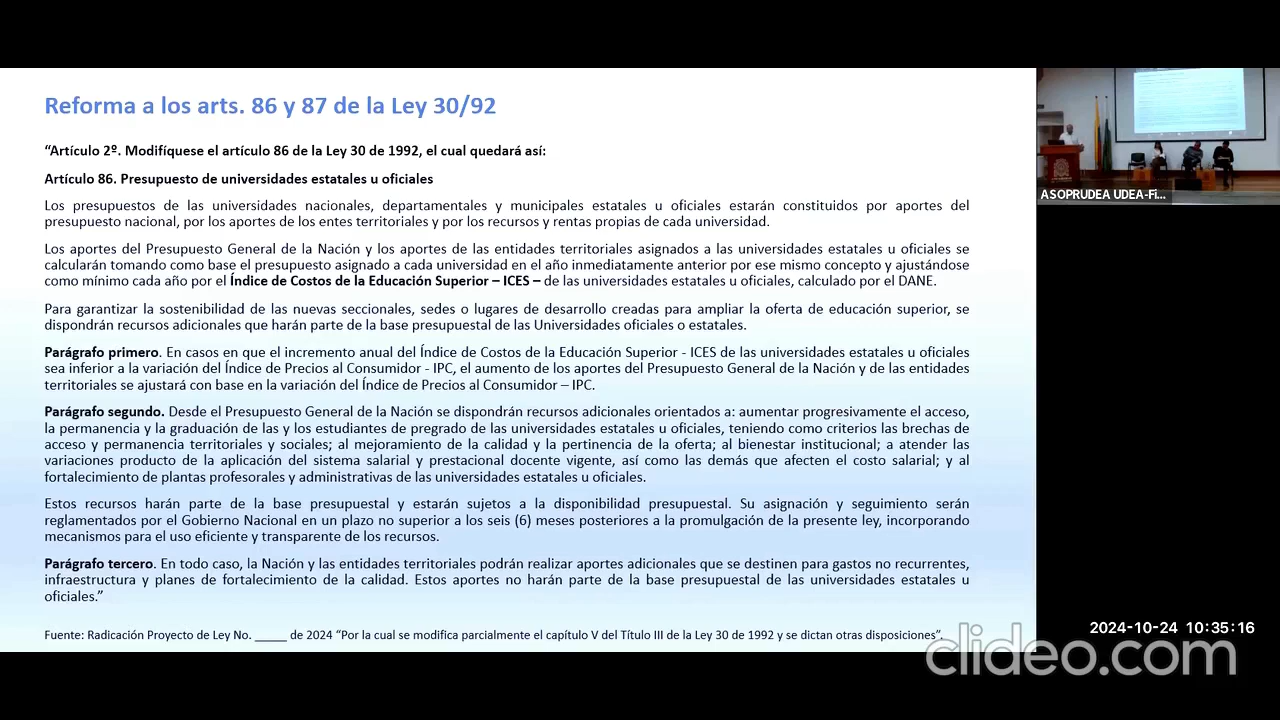 Reforma a los arts. 86 y 87 de la Ley 30/92
“Artículo 2º. Modifíquese el artículo 86 de la Ley 30 de 1992, el cual quedará así:
Artículo 86. Presupuesto de universidades estatales u oficiales
Los presupuestos de las universidades nacionales, departamentales y municipales estatales u oficiales estarán constituidos por aportes del
presupuesto nacional, por los aportes de los entes territoriales y por los recursos y rentas propias de cada universidad.
Los aportes del Presupuesto General de la Nación y los aportes de las entidades territoriales asignados a las universidades estatales u oficiales se
calcularán tomando como base el presupuesto asignado a cada universidad en el año inmediatamente anterior por ese mismo concepto y ajustándose
como mínimo cada año por el Índice de Costos de la Educación Superior – ICES – de las universidades estatales u oficiales, calculado por el DANE.
Para garantizar la sostenibilidad de las nuevas seccionales, sedes o lugares de desarrollo creadas para ampliar la oferta de educación superior, se
dispondrán recursos adicionales que harán parte de la base presupuestal de las Universidades oficiales o estatales.
Parágrafo primero. En casos en que el incremento anual del Índice de Costos de la Educación Superior - ICES de las universidades estatales u oficiales
sea inferior a la variación del Índice de Precios al Consumidor - IPC, el aumento de los aportes del Presupuesto General de la Nación y de las entidades
territoriales se ajustará con base en la variación del Índice de Precios al Consumidor – IPC.
Parágrafo segundo. Desde el Presupuesto General de la Nación se dispondrán recursos adicionales orientados a: aumentar progresivamente el acceso,
la permanencia y la graduación de las y los estudiantes de pregrado de las universidades estatales u oficiales, teniendo como criterios las brechas de
acceso y permanencia territoriales y sociales; al mejoramiento de la calidad y la pertinencia de la oferta; al bienestar institucional; a atender las
variaciones producto de la aplicación del sistema salarial y prestacional docente vigente, así como las demás que afecten el costo salarial; y al
fortalecimiento de plantas profesorales y administrativas de las universidades estatales u oficiales.
Estos recursos harán parte de la base presupuestal y estarán sujetos a la disponibilidad presupuestal. Su asignación y seguimiento serán
reglamentados por el Gobierno Nacional en un plazo no superior a los seis (6) meses posteriores a la promulgación de la presente ley, incorporando
mecanismos para el uso eficiente y transparente de los recursos.
Parágrafo tercero. En todo caso, la Nación y las entidades territoriales podrán realizar aportes adicionales que se destinen para gastos no recurrentes,
infraestructura y planes de fortalecimiento de la calidad. Estos aportes no harán parte de la base presupuestal de las universidades estatales u
oficiales.”
Fuente: Radicación Proyecto de Ley No. _____ de 2024 “Por la cual se modifica parcialmente el capítulo V del Título III de la Ley 30 de 1992 y se dictan otras disposiciones”.
ASOPRUDEA UDEA-Fi...
2024-10-24 10:35:16
clideo.com